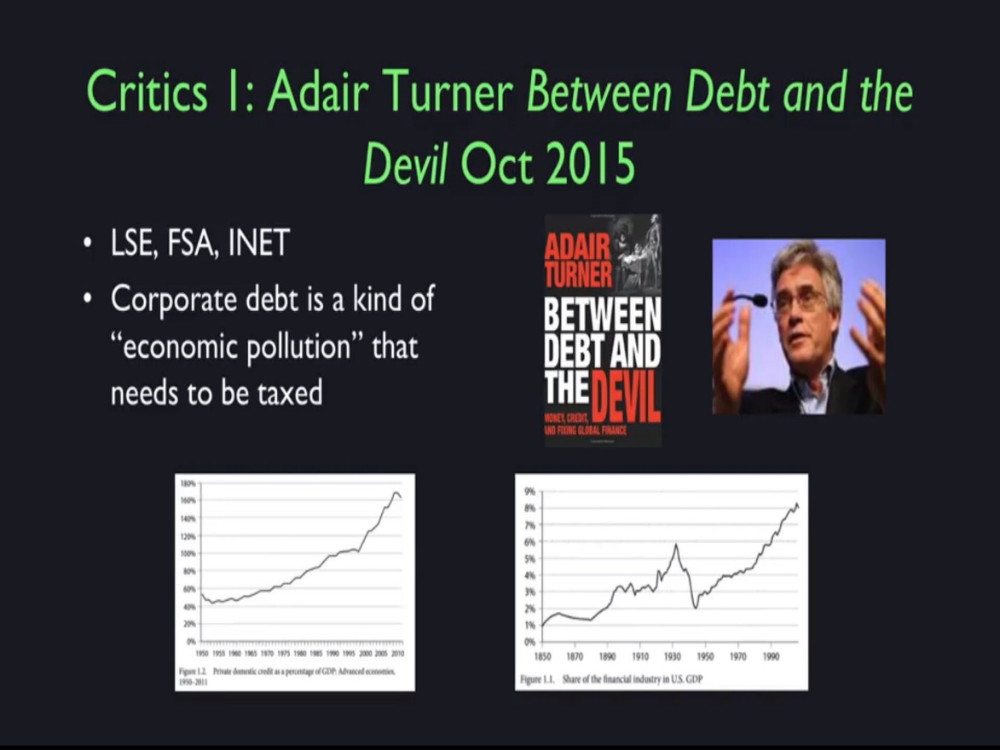 Critics 1: Adair Turner Between Debt and the
Devil Oct 2015
• LSE, FSA, INET
• Corporate debt is a kind of
“economic pollution” that
needs to be taxed
ADAIR
TURNER
BETWEEN
DEBT AND
THE DEVIL
MONEY, CREDIT,
AND FIXING GLOBAL FINANCE
180%
160%
140%
120%
100%
80%
60%
40%
20%
0%
1950 1955 1960 1965 1970 1975 1980 1985 1990 1995 2000 2005 2010
Figure 1.2. Private domestic credit as a percentage of GDP: Advanced economies,
1950–2011
9%
8%
7%
6%
5%
4%
3%
2%
1%
0%
1850 1870 1890 1910 1930 1950 1970 1990
Figure 1.1. Share of the financial industry in U.S. GDP